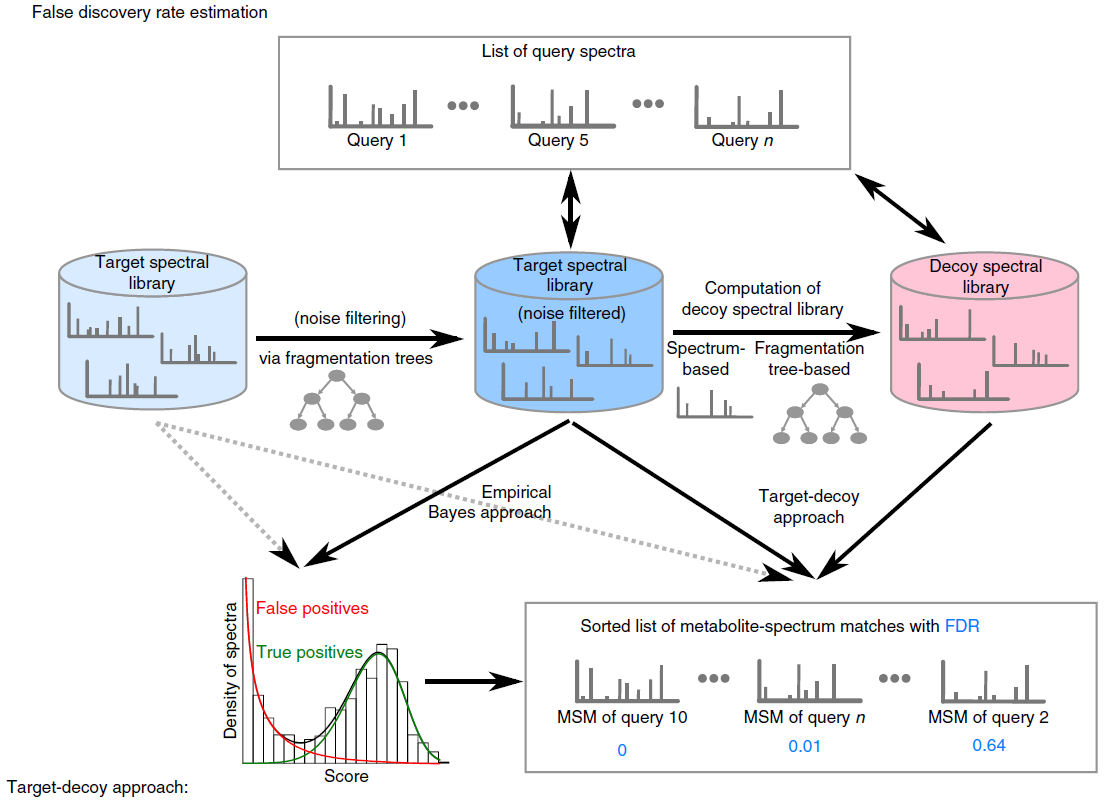 False discovery rate estimation
List of query spectra
Query 1
Query 5
Query n
Target spectral
library
(noise filtering)
via fragmentation trees
Target spectral
library
(noise filtered)
Computation of
decoy spectral library
Spectrum-
based
Fragmentation
tree-based
Decoy spectral
library
Empirical
Bayes approach
Target-decoy
approach
Density of spectra
False positives
True positives
Score
Sorted list of metabolite-spectrum matches with FDR
MSM of query 10
MSM of query n
MSM of query 2
0
0.01
0.64
Target-decoy approach: